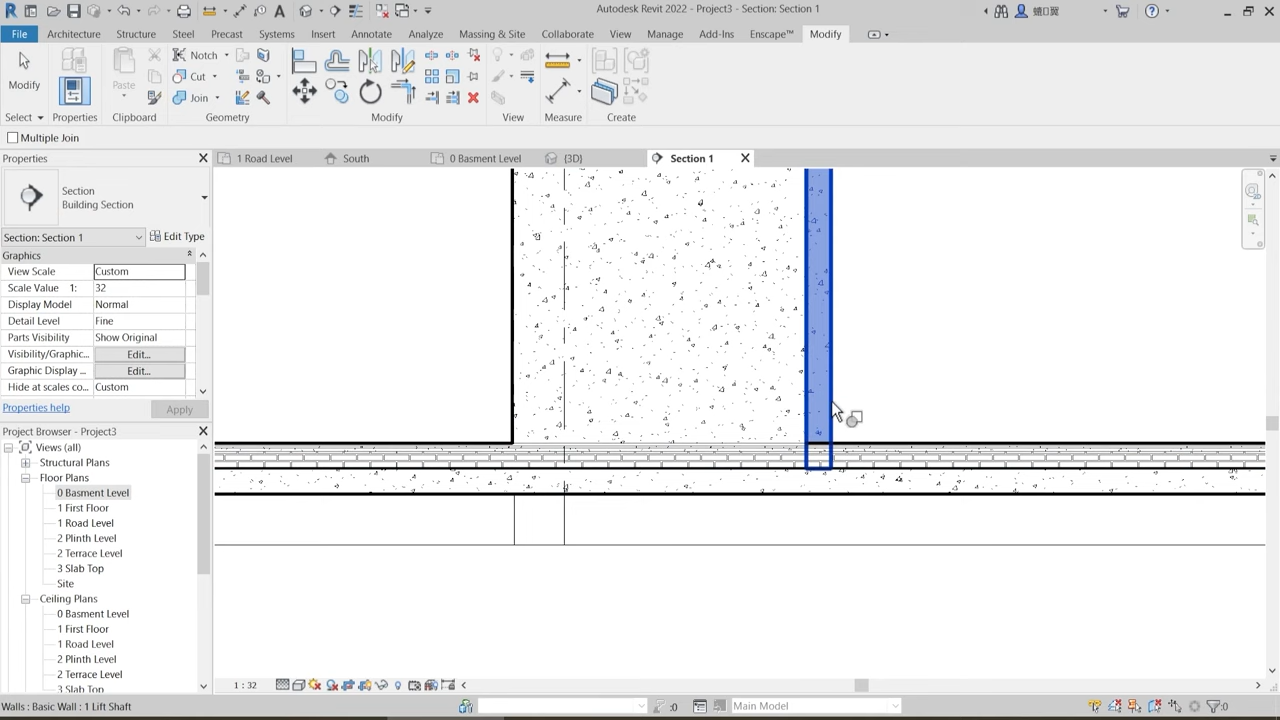 Autodesk Revit 2022 - Project3 - Section: Section 1
File Architecture Structure Steel Precast Systems Insert Annotate Analyze Massing & Site Collaborate View Manage Add-Ins Enscape™ Modify
Modify
Paste
Notch
Cut
Join
Select Properties Clipboard Geometry Modify View Measure Create
Multiple Join
Properties
1 Road Level South 0 Basment Level {3D} Section 1
Section
Building Section
Section: Section 1 Edit Type
Graphics
View Scale Custom
Scale Value 1: 32
Display Model Normal
Detail Level Fine
Parts Visibility Show Original
Visibility/Graphic... Edit...
Graphic Display ... Edit...
Hide at scales co... Custom
Properties help Apply
Project Browser - Project3
Views (all)
Structural Plans
Floor Plans
0 Basment Level
1 First Floor
1 Road Level
2 Plinth Level
2 Terrace Level
3 Slab Top
Site
Ceiling Plans
0 Basment Level
1 First Floor
1 Road Level
2 Plinth Level
2 Terrace Level
3 Slab Top
1 : 32
Walls : Basic Wall : 1 Lift Shaft
:0
Main Model
:0